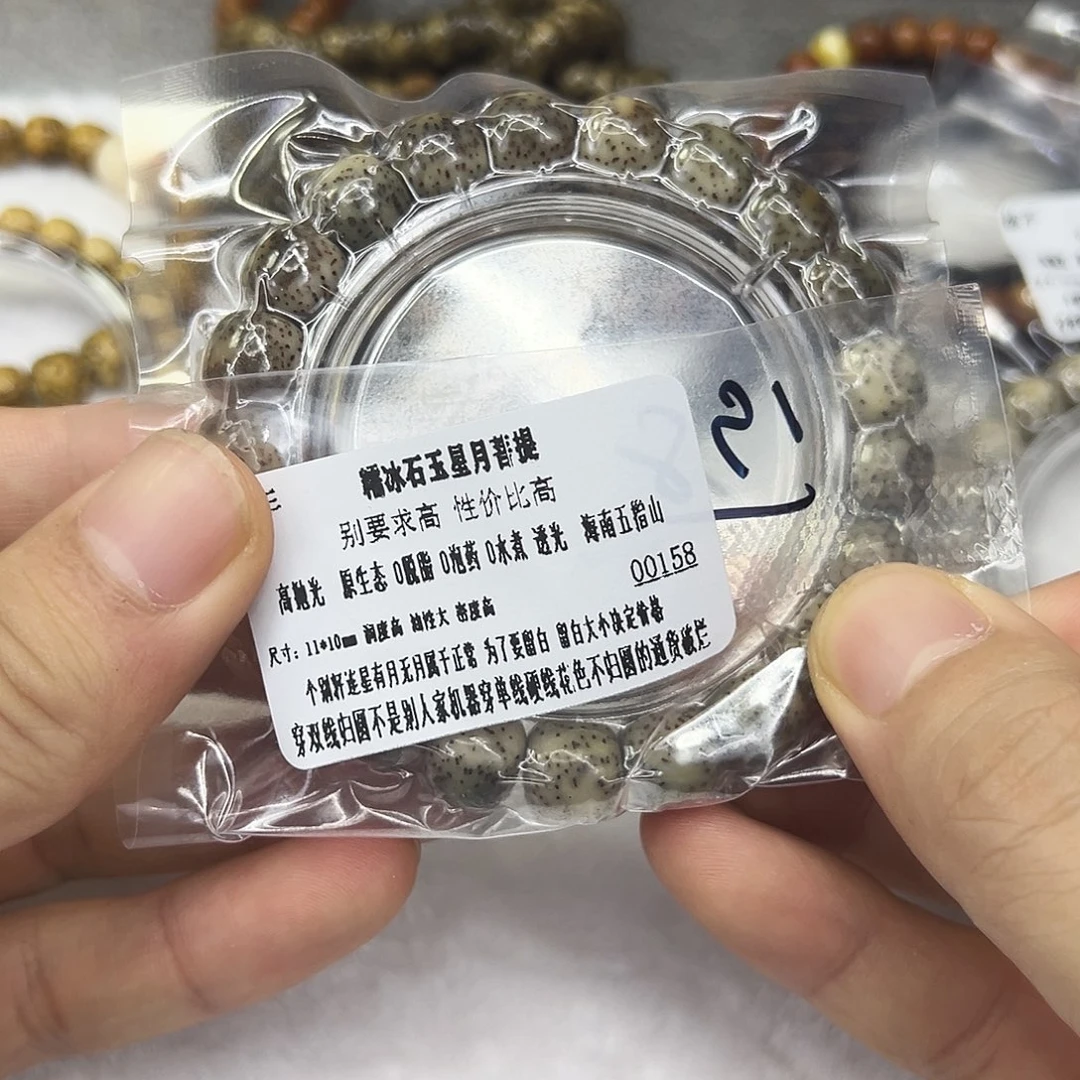 糯冰石玉星月菩提
别要求高 性价比高
高抛光 原生态 0脱脂 0泡药 0水煮 透光 海南五指山
00158
尺寸：11*10mm 润度高 油性大 密度高
个别籽连星有月无月属于正常 为了要留白 留白大小决定价格
穿双线归圆不是别人家机器穿单线硬线花色不归圆的通货破烂